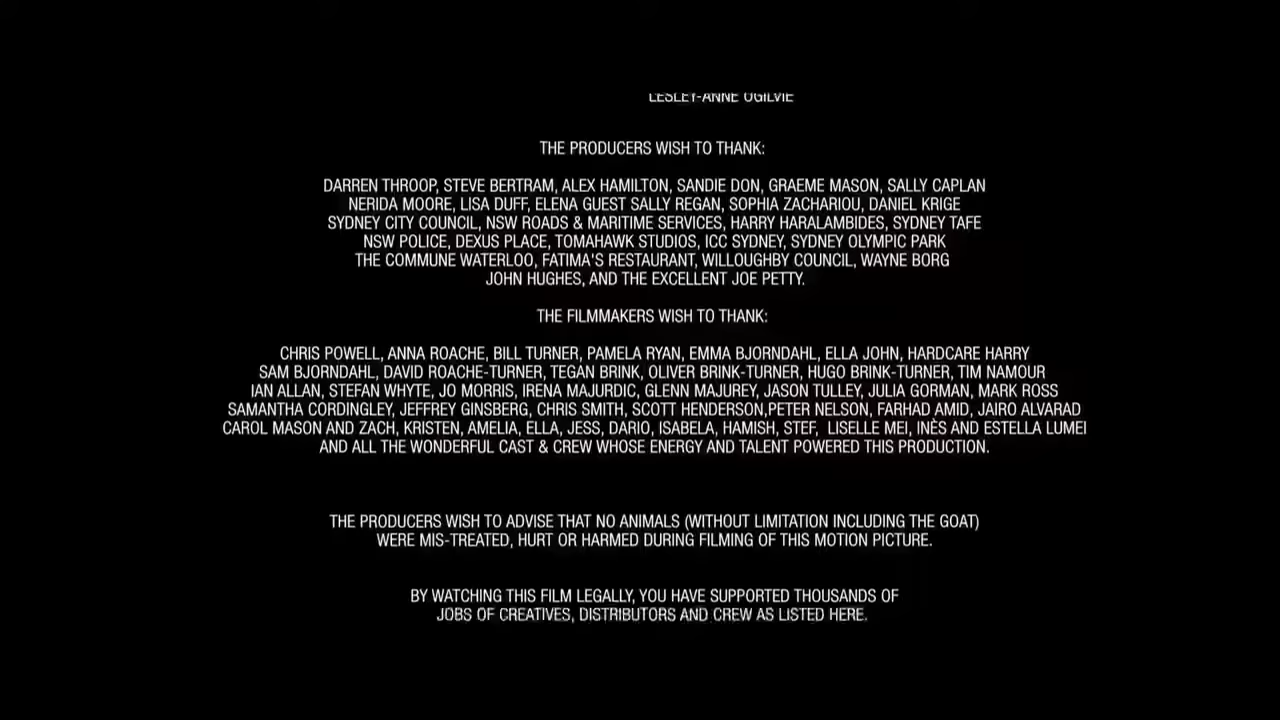 LESLEY-ANNE OGILVIE
THE PRODUCERS WISH TO THANK:
DARREN THROOP, STEVE BERTRAM, ALEX HAMILTON, SANDIE DON, GRAEME MASON, SALLY CAPLAN
NERIDA MOORE, LISA DUFF, ELENA GUEST SALLY REGAN, SOPHIA ZACHARIOU, DANIEL KRIGE
SYDNEY CITY COUNCIL, NSW ROADS & MARITIME SERVICES, HARRY HARALAMBIDES, SYDNEY TAFE
NSW POLICE, DEXUS PLACE, TOMAHAWK STUDIOS, ICC SYDNEY, SYDNEY OLYMPIC PARK
THE COMMUNE WATERLOO, FATIMA'S RESTAURANT, WILLOUGHBY COUNCIL, WAYNE BORG
JOHN HUGHES, AND THE EXCELLENT JOE PETTY.
THE FILMMAKERS WISH TO THANK:
CHRIS POWELL, ANNA ROACHE, BILL TURNER, PAMELA RYAN, EMMA BJORNDAHL, ELLA JOHN, HARDCARE HARRY
SAM BJORNDAHL, DAVID ROACHE-TURNER, TEGAN BRINK, OLIVER BRINK-TURNER, HUGO BRINK-TURNER, TIM NAMOUR
IAN ALLAN, STEFAN WHYTE, JO MORRIS, IRENA MAJURDIC, GLENN MAJUREY, JASON TULLEY, JULIA GORMAN, MARK ROSS
SAMANTHA CORDINGLEY, JEFFREY GINSBERG, CHRIS SMITH, SCOTT HENDERSON,PETER NELSON, FARHAD AMID, JAIRO ALVARAD
CAROL MASON AND ZACH, KRISTEN, AMELIA, ELLA, JESS, DARIO, ISABELA, HAMISH, STEF,  LISELLE MEI, INÈS AND ESTELLA LUMEI
AND ALL THE WONDERFUL CAST & CREW WHOSE ENERGY AND TALENT POWERED THIS PRODUCTION.
THE PRODUCERS WISH TO ADVISE THAT NO ANIMALS (WITHOUT LIMITATION INCLUDING THE GOAT)
WERE MIS-TREATED, HURT OR HARMED DURING FILMING OF THIS MOTION PICTURE.
BY WATCHING THIS FILM LEGALLY, YOU HAVE SUPPORTED THOUSANDS OF
JOBS OF CREATIVES, DISTRIBUTORS AND CREW AS LISTED HERE.